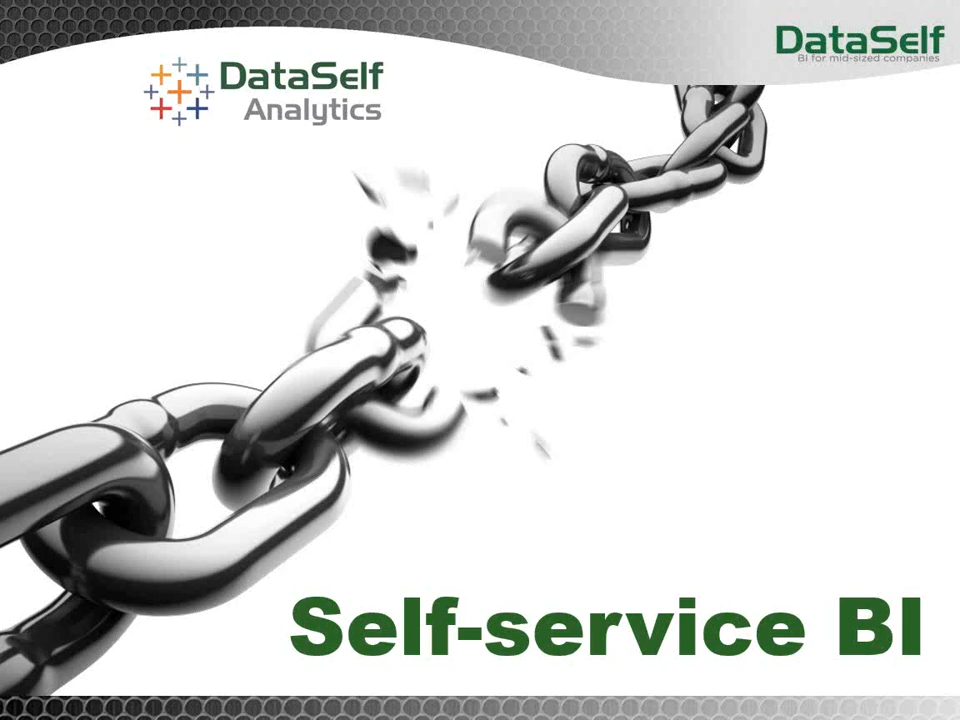 DataSelf
BI for mid-sized companies
DataSelf
Analytics
Self-service BI